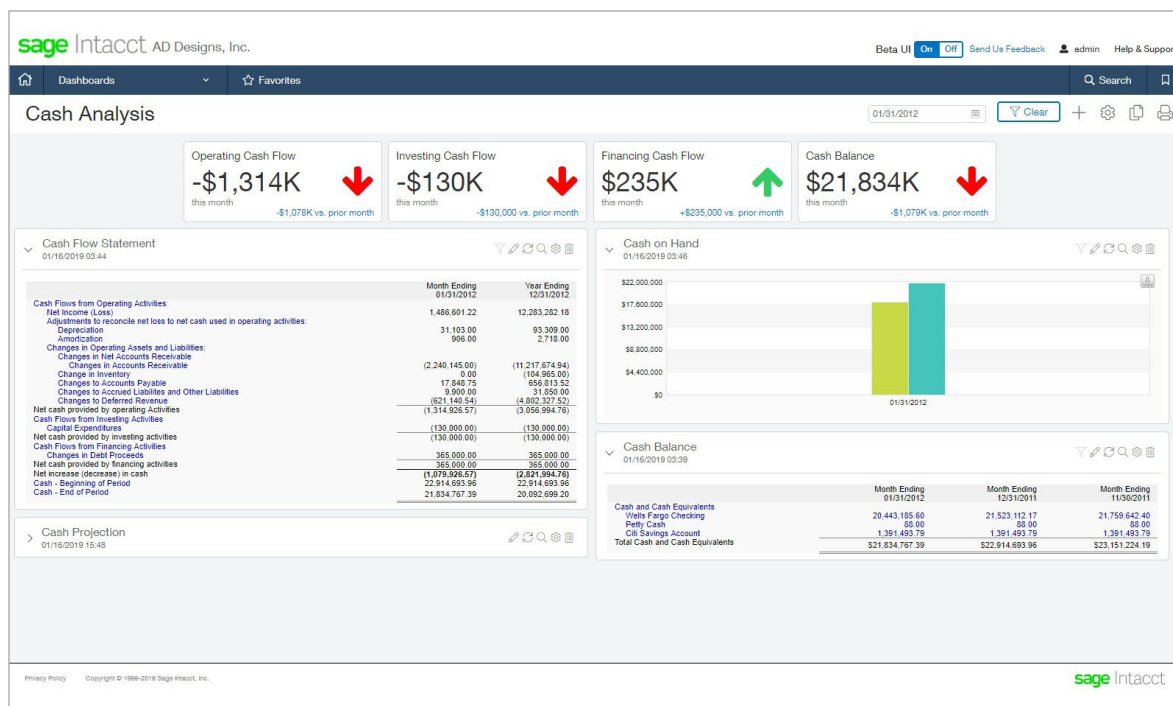 sage Intacct AD Designs, Inc.
Beta UI On Off Send Us Feedback admin Help & Suppor
Dashboards Favorites Search
Cash Analysis 01/31/2012 Clear
Operating Cash Flow
-$1,314K
this month
-$1,078K vs. prior month
Investing Cash Flow
-$130K
this month
-$130,000 vs. prior month
Financing Cash Flow
$235K
this month
+$235,000 vs. prior month
Cash Balance
$21,834K
this month
-$1,079K vs. prior month
Cash Flow Statement
01/16/2019 03:44
Month Ending Year Ending
01/31/2012 12/31/2012
Cash Flows from Operating Activities:
Net Income (Loss) 1,486,601.22 12,283,282.18
Adjustments to reconcile net loss to net cash used in operating activities:
Depreciation 31,103.00 93,309.00
Amortization 906.00 2,718.00
Changes in Operating Assets and Liabilities:
Changes in Net Accounts Receivable
Changes in Accounts Receivable (2,240,145.00) (11,217,674.94)
Change in Inventory 0.00 (104,965.00)
Changes to Accounts Payable 17,848.75 656,813.52
Changes to Accrued Liabilites and Other Liabilities 9,900.00 31,850.00
Changes to Deferred Revenue (621,140.54) (4,802,327.52)
Net cash provided by operating Activities (1,314,926.57) (3,056,994.76)
Cash Flows from Investing Activities
Capital Expenditures (130,000.00) (130,000.00)
Net cash provided by investing activities (130,000.00) (130,000.00)
Cash Flows from Financing Activities
Changes in Debt Proceeds 365,000.00 365,000.00
Net cash provided by financing activities 365,000.00 365,000.00
Net increase (decrease) in cash (1,079,926.57) (2,821,994.76)
Cash - Beginning of Period 22,914,693.96 22,914,693.96
Cash - End of Period 21,834,767.39 20,092,699.20
Cash Projection
01/16/2019 15:48
Cash on Hand
01/16/2019 03:46
$22,000,000
$17,600,000
$13,200,000
$8,800,000
$4,400,000
$0
01/31/2012
Cash Balance
01/16/2019 03:39
Month Ending Month Ending Month Ending
01/31/2012 12/31/2011 11/30/2011
Cash and Cash Equivalents
Wells Fargo Checking 20,443,185.60 21,523,112.17 21,759,642.40
Petty Cash 88.00 88.00 88.00
Citi Savings Account 1,391,493.79 1,391,493.79 1,391,493.79
Total Cash and Cash Equivalents $21,834,767.39 $22,914,693.96 $23,151,224.19
Privacy Policy Copyright © 1999-2019 Sage Intacct, Inc.
sage Intacct